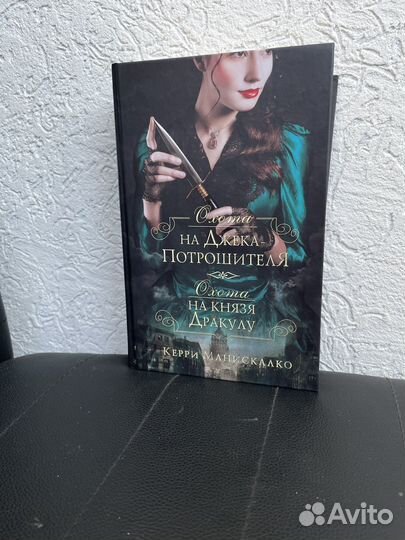 Охота
на Джека-
Потрошителя
Охота
на князя
Дракулу
Керри Манискалко
Avito